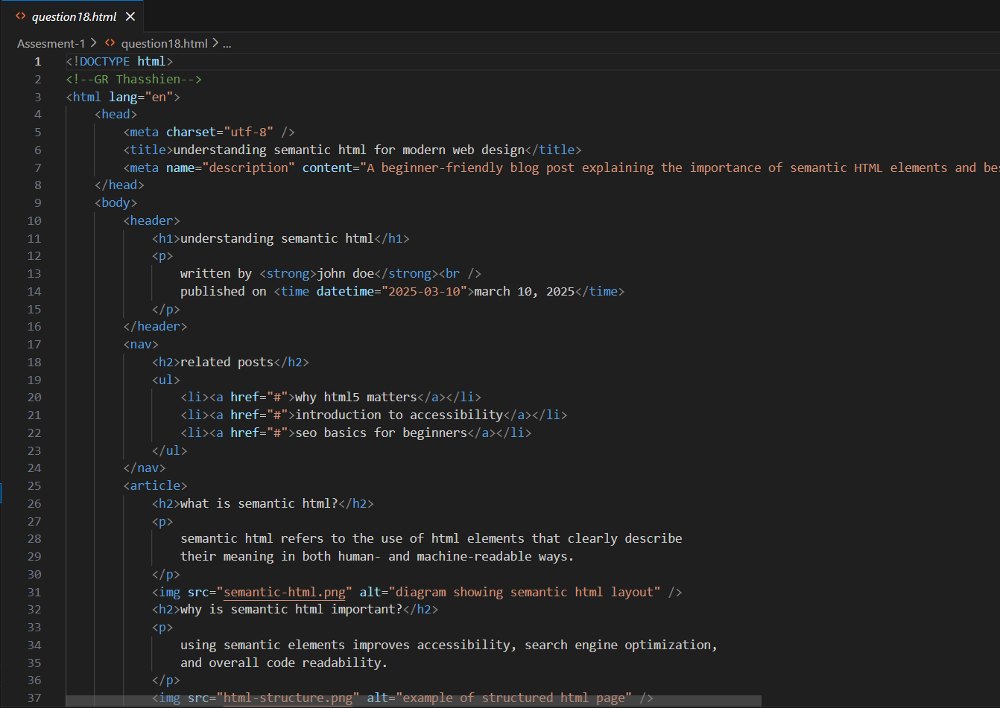 question18.html
Assesment-1 > question18.html > ...
1 <!DOCTYPE html>
2 <!--GR Thasshien-->
3 <html lang="en">
4 <head>
5 <meta charset="utf-8" />
6 <title>understanding semantic html for modern web design</title>
7 <meta name="description" content="A beginner-friendly blog post explaining the importance of semantic HTML elements and
8 </head>
9 <body>
10 <header>
11 <h1>understanding semantic html</h1>
12 <p>
13 written by <strong>john doe</strong><br />
14 published on <time datetime="2025-03-10">march 10, 2025</time>
15 </p>
16 </header>
17 <nav>
18 <h2>related posts</h2>
19 <ul>
20 <li><a href="#">why html5 matters</a></li>
21 <li><a href="#">introduction to accessibility</a></li>
22 <li><a href="#">seo basics for beginners</a></li>
23 </ul>
24 </nav>
25 <article>
26 <h2>what is semantic html?</h2>
27 <p>
28 semantic html refers to the use of html elements that clearly describe
29 their meaning in both human- and machine-readable ways.
30 </p>
31 <img src="semantic-html.png" alt="diagram showing semantic html layout" />
32 <h2>why is semantic html important?</h2>
33 <p>
34 using semantic elements improves accessibility, search engine optimization,
35 and overall code readability.
36 </p>
37 <img src="html-structure.png" alt="example of structured html page" />